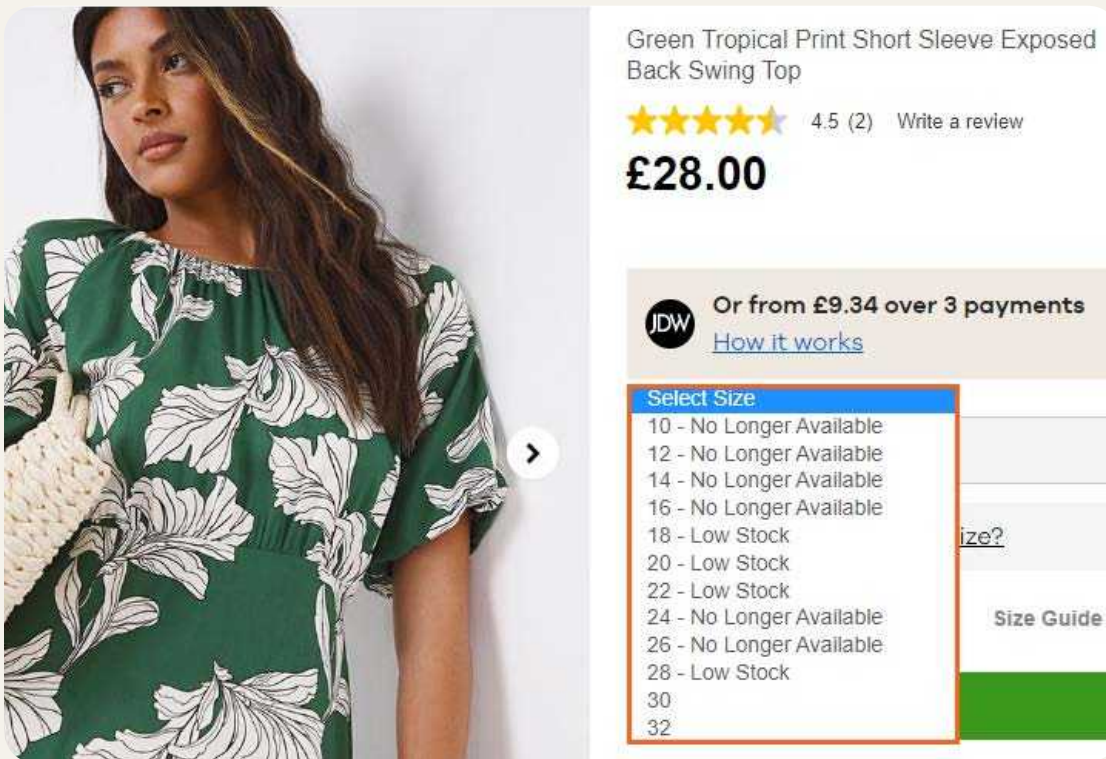 Green Tropical Print Short Sleeve Exposed
Back Swing Top
4.5 (2) Write a review
£28.00
JDW
Or from £9.34 over 3 payments
How it works
Select Size
10 - No Longer Available
12 - No Longer Available
14 - No Longer Available
16 - No Longer Available
18 - Low Stock
20 - Low Stock
22 - Low Stock
24 - No Longer Available
26 - No Longer Available
28 - Low Stock
30
32
ize?
Size Guide